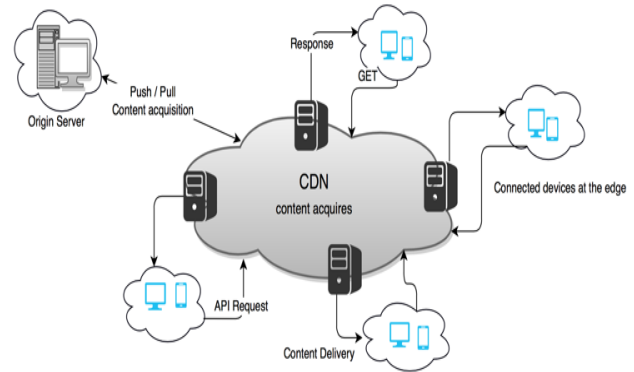 Response
GET
Origin Server
Push / Pull
Content acquisition
CDN
content acquires
Connected devices at the edge
API Request
Content Delivery